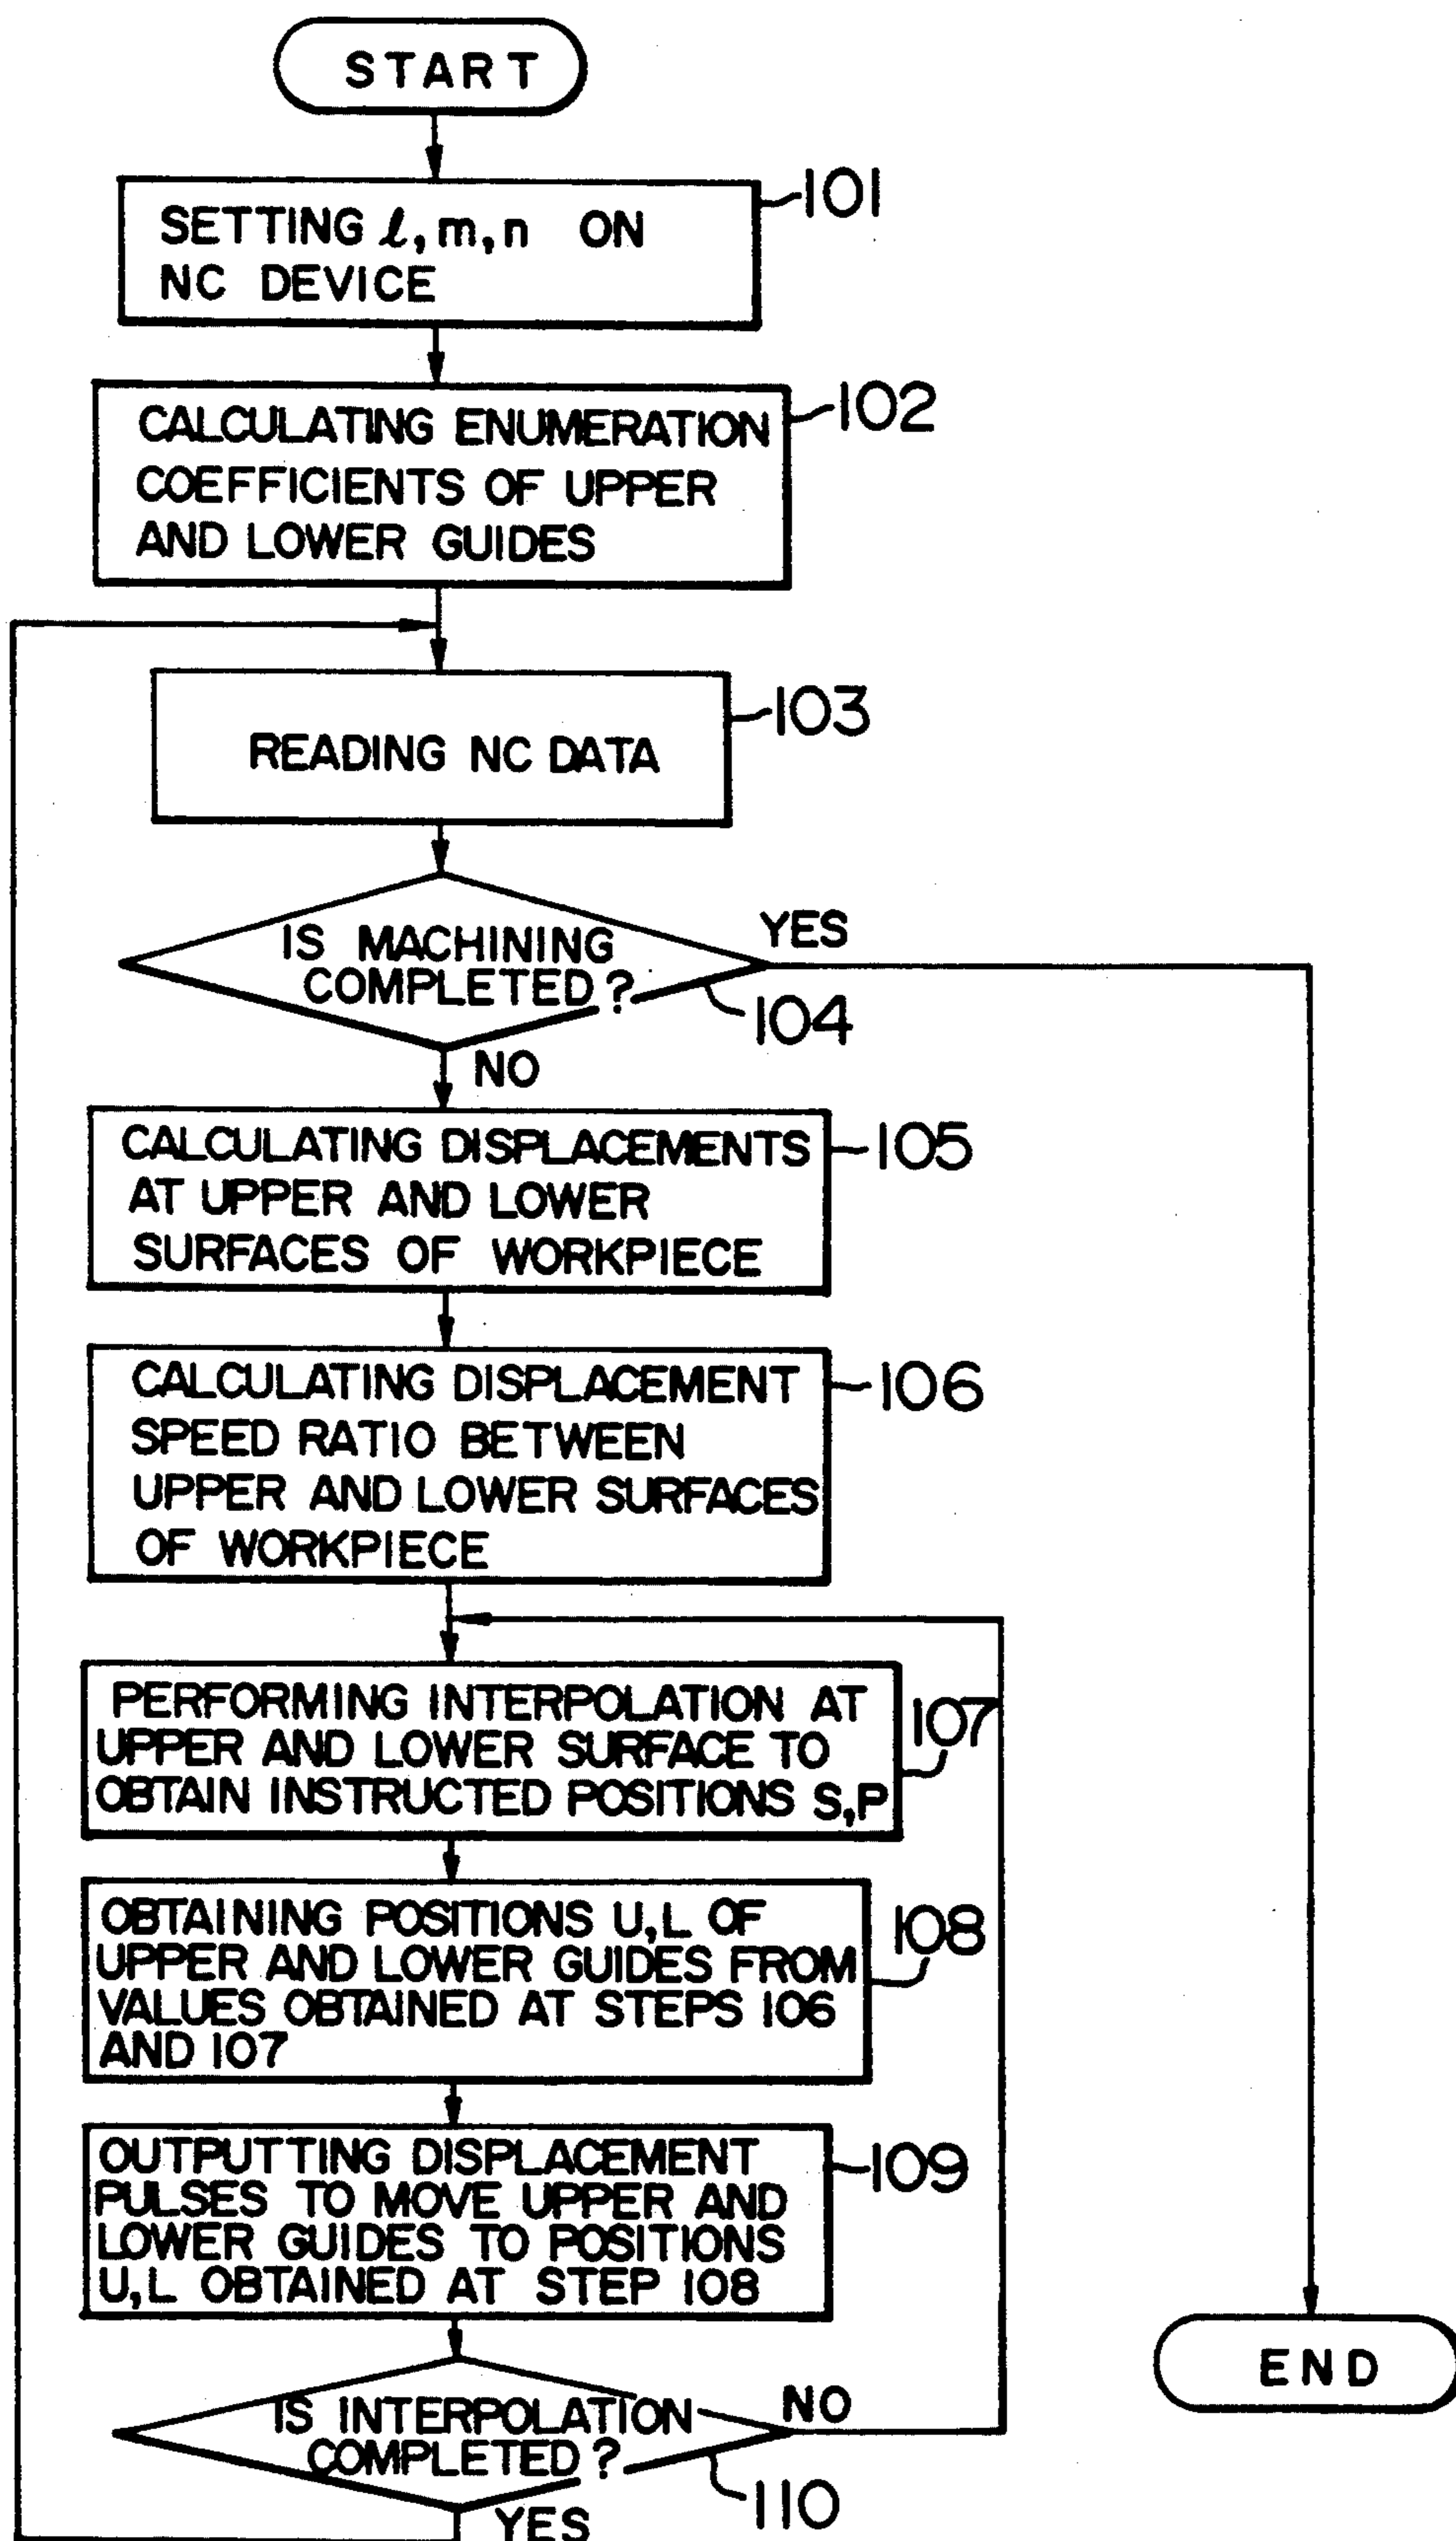 START
101
SETTING ℓ, m, n ON
NC DEVICE
102
CALCULATING ENUMERATION
COEFFICIENTS OF UPPER
AND LOWER GUIDES
103
READING NC DATA
IS MACHINING
COMPLETED?
YES
104
NO
CALCULATING DISPLACEMENTS
AT UPPER AND LOWER
SURFACES OF WORKPIECE
105
CALCULATING DISPLACEMENT
SPEED RATIO BETWEEN
UPPER AND LOWER SURFACES
OF WORKPIECE
106
PERFORMING INTERPOLATION AT
UPPER AND LOWER SURFACE TO
OBTAIN INSTRUCTED POSITIONS S,P
107
OBTAINING POSITIONS U,L OF
UPPER AND LOWER GUIDES FROM
VALUES OBTAINED AT STEPS 106
AND 107
108
OUTPUTTING DISPLACEMENT
PULSES TO MOVE UPPER AND
LOWER GUIDES TO POSITIONS
U,L OBTAINED AT STEP 108
109
IS INTERPOLATION
COMPLETED?
NO
110
YES
END